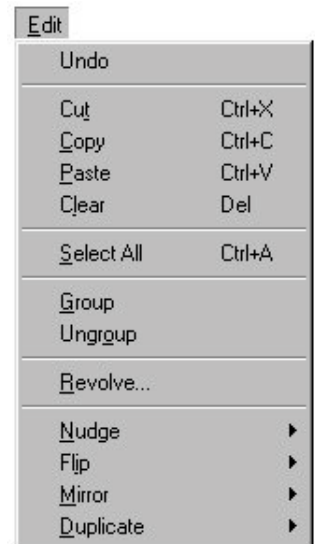 Edit
Undo
Cut Ctrl+X
Copy Ctrl+C
Paste Ctrl+V
Clear Del
Select All Ctrl+A
Group
Ungroup
Revolve...
Nudge
Flip
Mirror
Duplicate